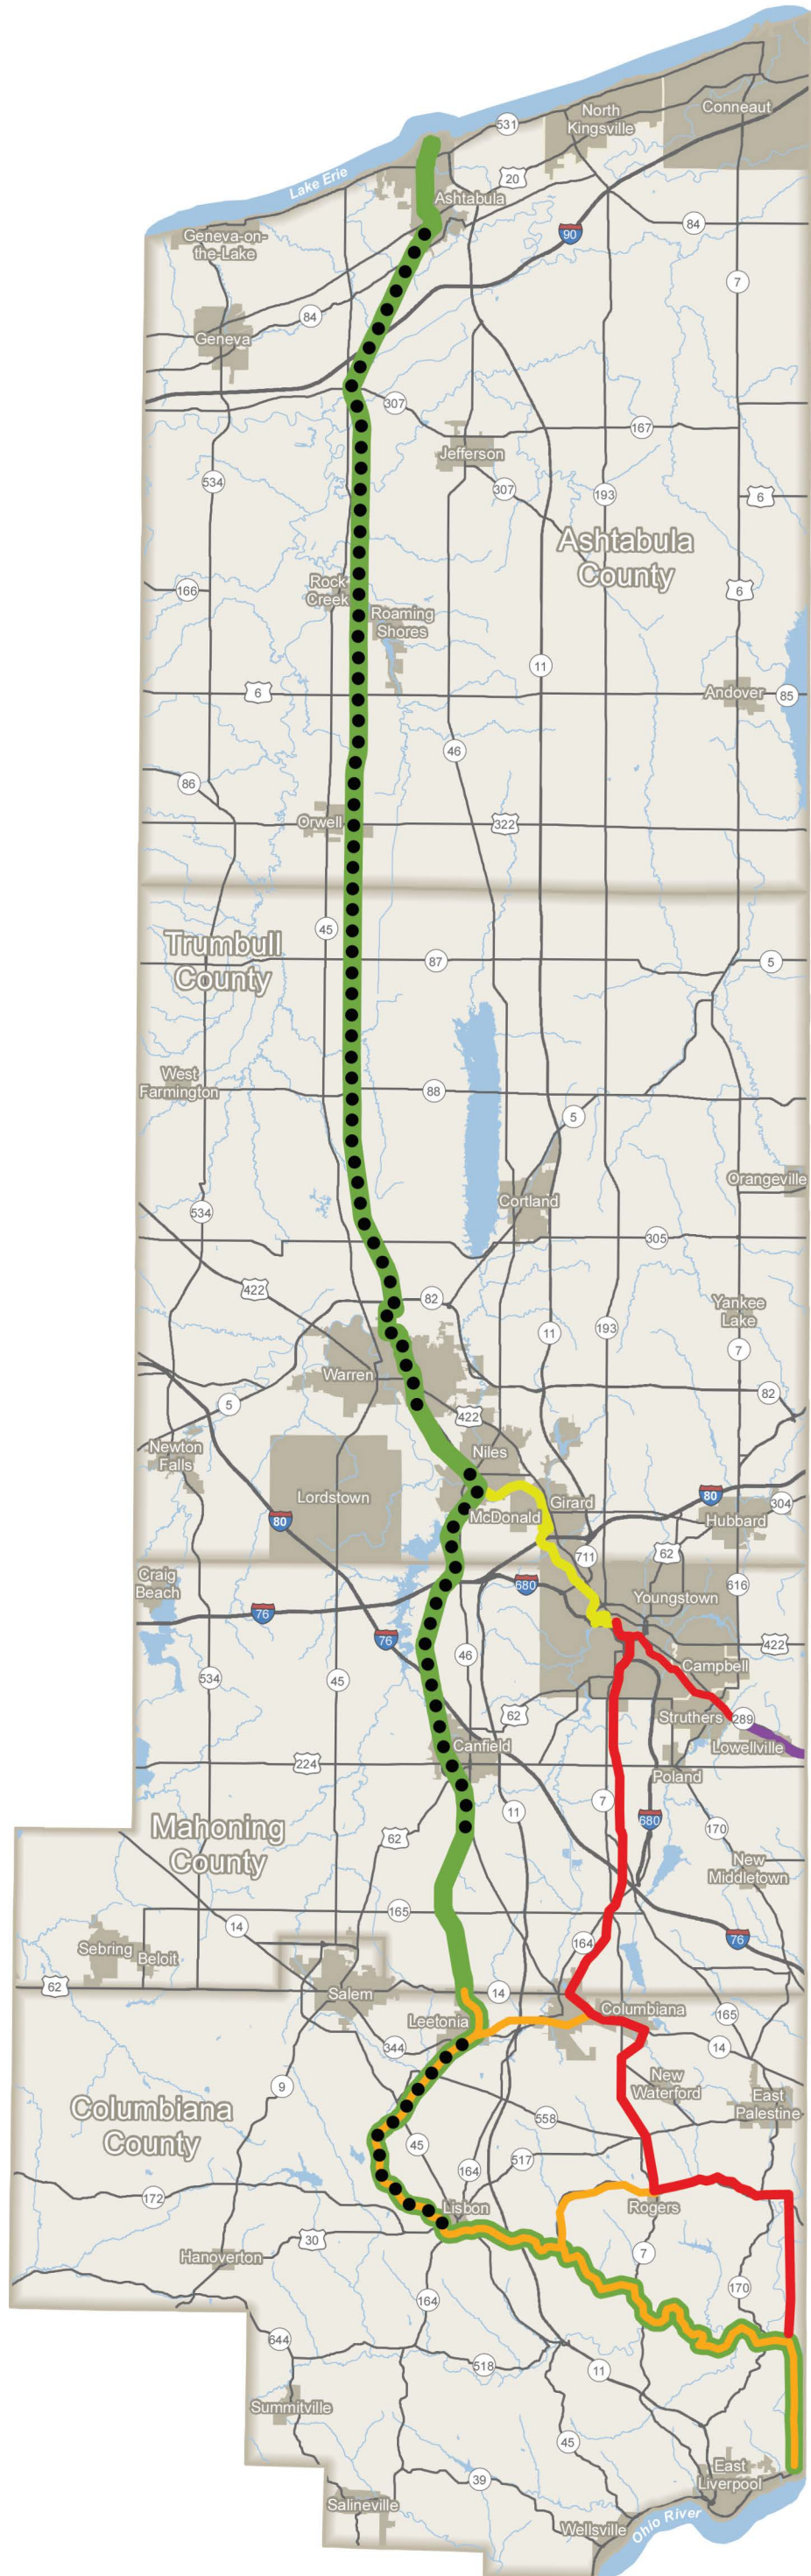 North
Kingsville
Conneaut
531
20
Lake Erie
Ashtabula
84
90
Geneva-on-
the-Lake
7
84
Geneva
307
167
Jefferson
534
307
193
6
Ashtabula
County
166
Rock
Creek
6
Roaming
Shores
11
6
Andover
85
46
86
Orwell
322
45
Trumbull
County
87
5
West
Farmington
88
5
Orangeville
Cortland
534
305
422
82
Yankee
Lake
11
193
7
Warren
82
5
422
Newton
Falls
Niles
Lordstown
80
Girard
304
McDonald
80
Hubbard
62
711
Craig
Beach
680
616
Youngstown
76
76
422
46
Campbell
534
45
62
Struthers
289
Canfield
Lowellville
224
Poland
7
11
680
170
Mahoning
County
62
New
Middletown
165
14
164
76
Sebring
Beloit
62
Salem
14
Columbiana
165
Leetonia
344
14
New
Waterford
9
East
Palestine
Columbiana
County
558
45
517
164
172
Lisbon
Rogers
30
7
Hanoverton
170
164
644
518
11
Summitville
45
39
East
Liverpool
Salineville
Wellsville
Ohio River